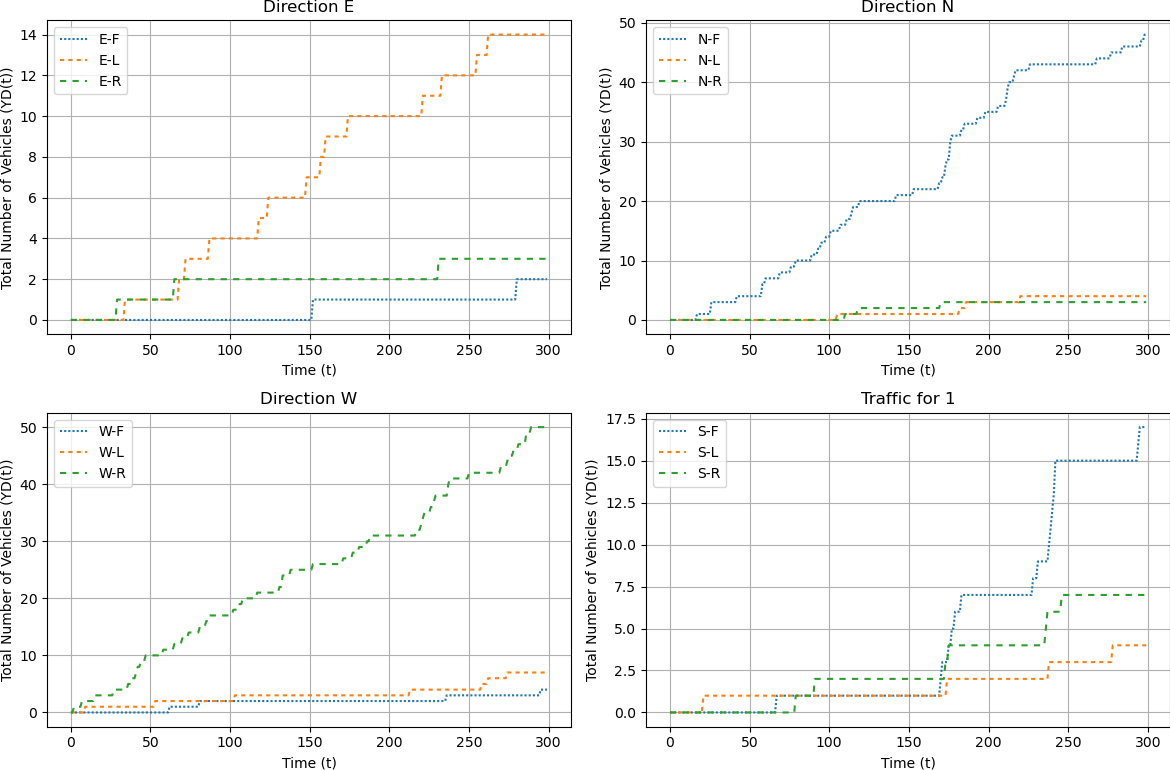 Direction E
Total Number of Vehicles (YD(t))
14
12
10
8
6
4
2
0
E-F
E-L
E-R
0 50 100 150 200 250 300
Time (t)
Direction N
Total Number of Vehicles (YD(t))
50
40
30
20
10
0
N-F
N-L
N-R
0 50 100 150 200 250 300
Time (t)
Direction W
Total Number of Vehicles (YD(t))
50
40
30
20
10
0
W-F
W-L
W-R
0 50 100 150 200 250 300
Time (t)
Traffic for 1
Total Number of Vehicles (YD(t))
17.5
15.0
12.5
10.0
7.5
5.0
2.5
0.0
S-F
S-L
S-R
0 50 100 150 200 250 300
Time (t)